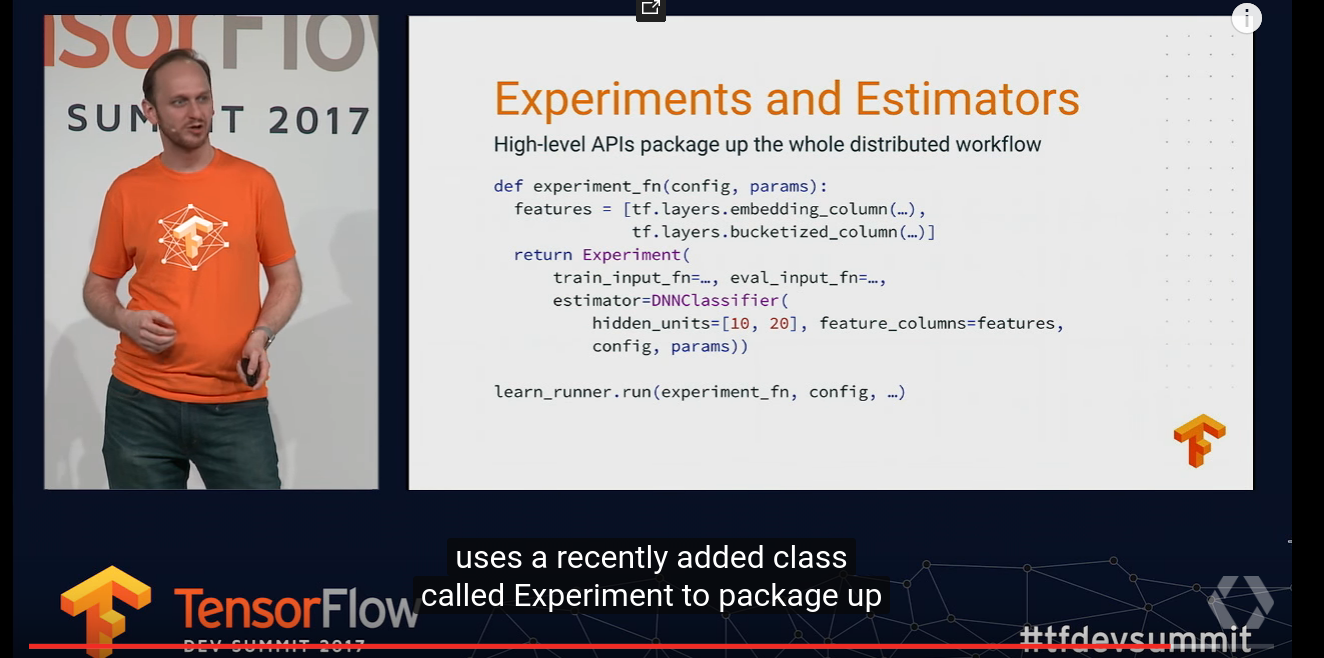 SUMMIT 2017
Experiments and Estimators
High-level APIs package up the whole distributed workflow
def experiment_fn(config, params):
features = [tf.layers.embedding_column(…),
tf.layers.bucketized_column(…)]
return Experiment(
train_input_fn=…, eval_input_fn=…,
estimator=DNNClassifier(
hidden_units=[10, 20], feature_columns=features,
config, params))
learn_runner.run(experiment_fn, config, …)
uses a recently added class
called Experiment to package up
TensorFlow
DEV SUMMIT 2017
#tfdevsummit